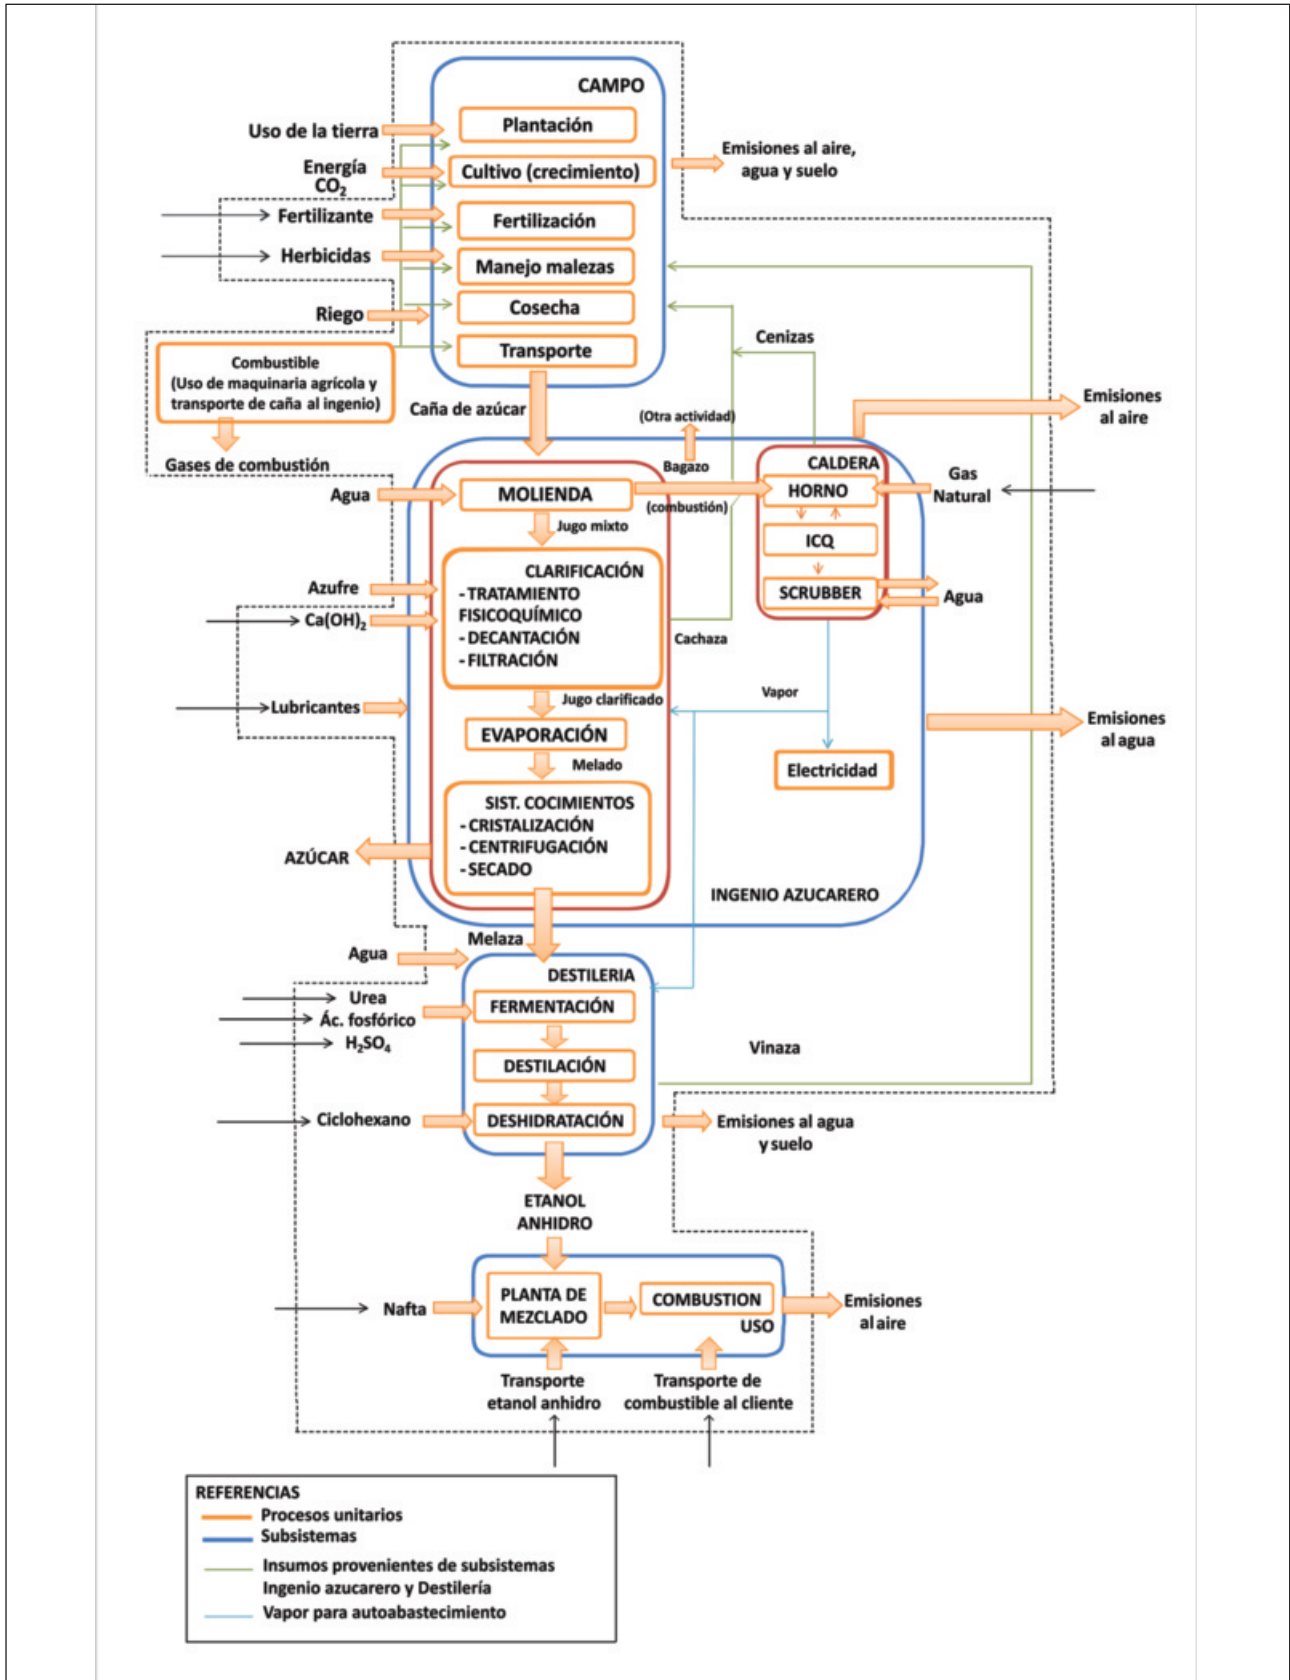 CAMPO
Plantación
Uso de la tierra
Emisiones al aire,
agua y suelo
Energía
CO₂
Cultivo (crecimiento)
Fertilizante
Fertilización
Herbicidas
Manejo malezas
Riego
Cosecha
Cenizas
Transporte
Combustible
(Uso de maquinaria agrícola y
transporte de caña al ingenio)
Caña de azúcar
(Otra actividad)
Emisiones
al aire
Gases de combustión
Bagazo
CALDERA
Agua
MOLIENDA
(combustión)
HORNO
Gas
Natural
Jugo mixto
ICQ
CLARIFICACIÓN
- TRATAMIENTO
FISICOQUÍMICO
- DECANTACIÓN
- FILTRACIÓN
Azufre
SCRUBBER
Agua
Ca(OH)₂
Cachaza
Jugo clarificado
Vapor
Lubricantes
Emisiones
al agua
EVAPORACIÓN
Melado
Electricidad
SIST. COCIMIENTOS
- CRISTALIZACIÓN
- CENTRIFUGACIÓN
- SECADO
AZÚCAR
INGENIO AZUCARERO
Melaza
Agua
DESTILERIA
Urea
Ác. fosfórico
H₂SO₄
FERMENTACIÓN
Vinaza
DESTILACIÓN
Ciclohexano
DESHIDRATACIÓN
Emisiones al agua
y suelo
ETANOL
ANHIDRO
Nafta
PLANTA DE
MEZCLADO
COMBUSTION
USO
Emisiones
al aire
Transporte
etanol anhidro
Transporte de
combustible al cliente
REFERENCIAS
Procesos unitarios
Subsistemas
Insumos provenientes de subsistemas
Ingenio azucarero y Destilería
Vapor para autoabastecimiento